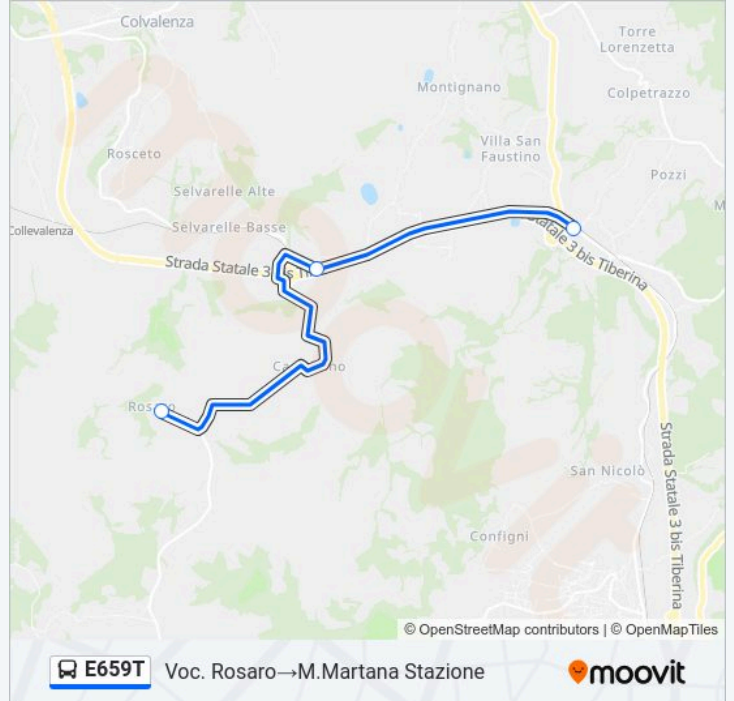 Colvalenza
Torre
Lorenzetta
Montignano
Colpetrazzo
Villa San
Faustino
Rosceto
Pozzi
Selvarelle Alte
M
Selvarelle Basse
Collevalenza
Strada Statale 3
statale 3 bis Tiberina
Strada Statale 3 bis Tiberina
San Nicolò
Configni
© OpenStreetMap contributors | © OpenMapTiles
E659T Voc. Rosaro→M.Martana Stazione
moovit